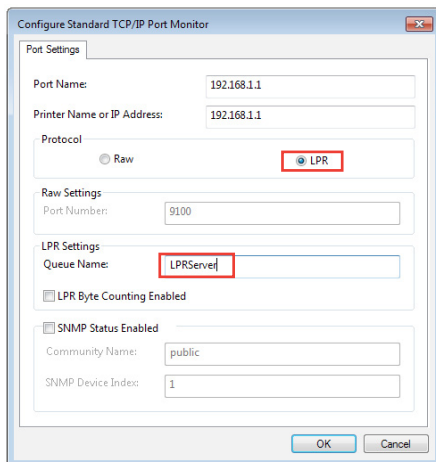 Configure Standard TCP/IP Port Monitor
Port Settings
Port Name: 192.168.1.1
Printer Name or IP Address: 192.168.1.1
Protocol
Raw LPR
Raw Settings
Port Number: 9100
LPR Settings
Queue Name: LPRServer
LPR Byte Counting Enabled
SNMP Status Enabled
Community Name: public
SNMP Device Index: 1
OK Cancel